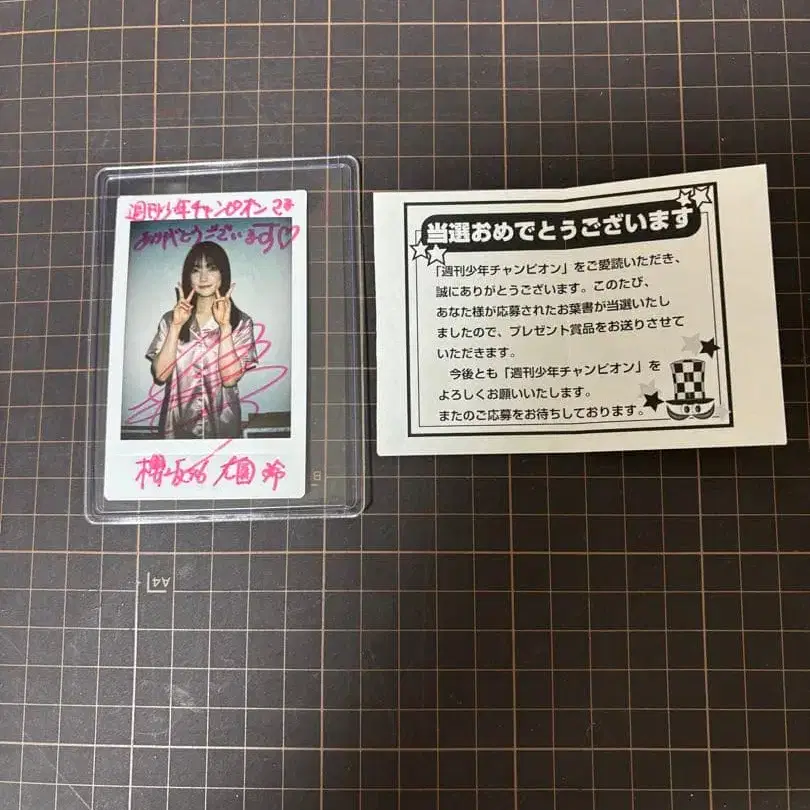 週刊少年チャンピオンさま
ありがとうございます♡
櫻坂46 大園 玲
当選おめでとうございます
「週刊少年チャンピオン」をご愛読いただき、
誠にありがとうございます。このたび、
あなた様が応募されたお葉書が当選いたし
ましたので、プレゼント賞品をお送りさせて
いただきます。
今後とも「週刊少年チャンピオン」を
よろしくお願いいたします。
またのご応募をお待ちしております。
A4